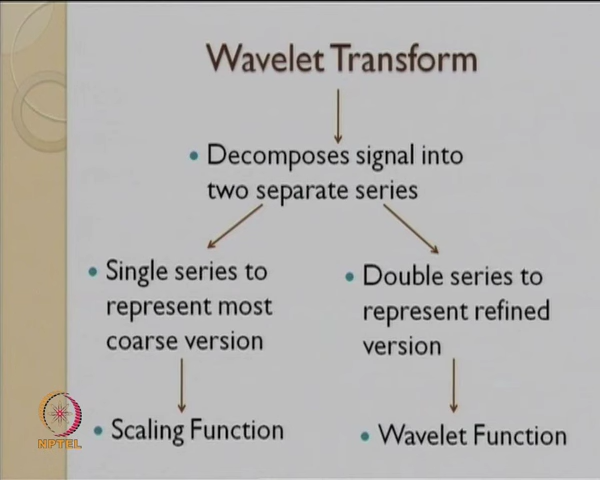 Wavelet Transform
• Decomposes signal into
two separate series
• Single series to
represent most
coarse version
• Double series to
represent refined
version
• Scaling Function
• Wavelet Function
NPTEL